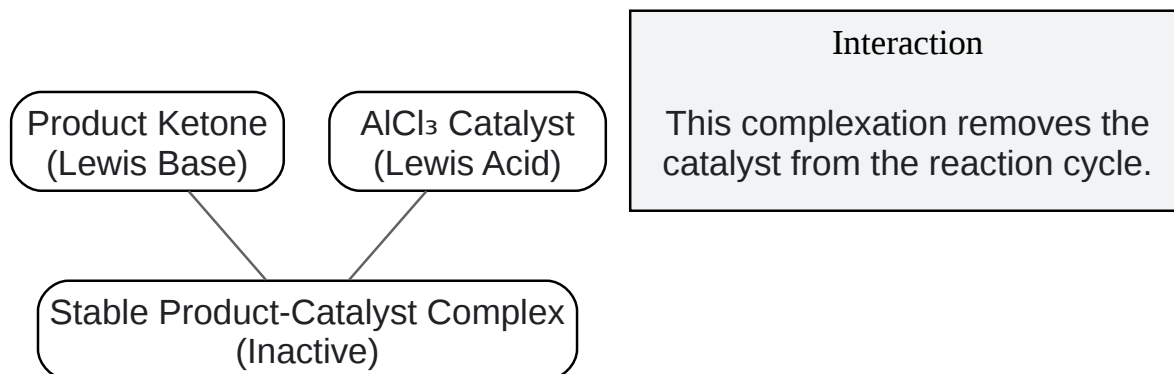 Product Ketone
(Lewis Base)
AlCl₃ Catalyst
(Lewis Acid)
Interaction
This complexation removes the
catalyst from the reaction cycle.
Stable Product-Catalyst Complex
(Inactive)